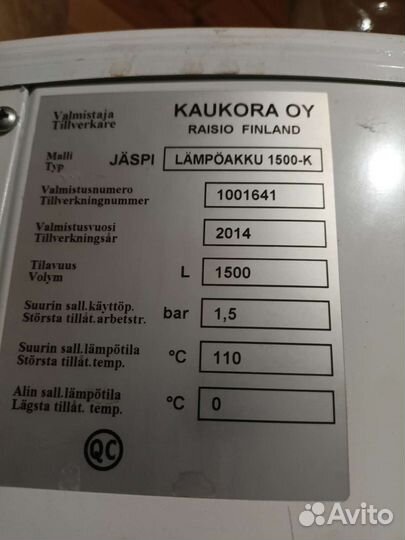 Valmistaja KAUKORA OY
Tillverkare RAISIO FINLAND
Malli
Typ JÄSPI LÄMPÖAKKU 1500-K
Valmistusnumero
Tillverkningnummer 1001641
Valmistusvuosi
Tillverkningsår 2014
Tilavuus
Volym L 1500
Suurin sall.käyttöp.
Största tillåt.arbetstr. bar 1,5
Suurin sall.lämpötila
Största tillåt.temp. °C 110
Alin sall.lämpötila
Lägsta tillåt. temp. °C 0
QC
Avito